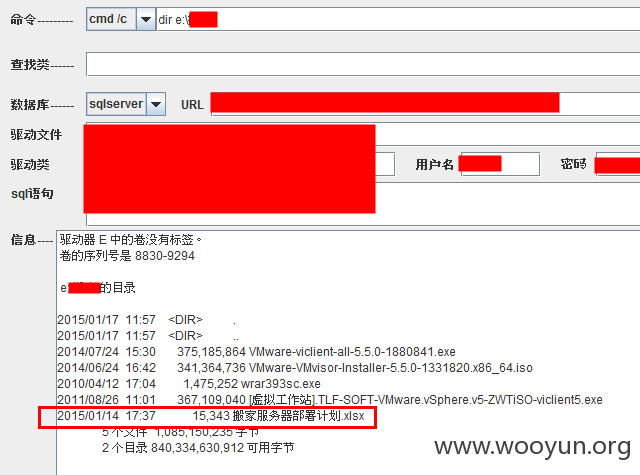 命令--------- cmd /c dir e:\
查找类------
数据库------ sqlserver URL
驱动文件
驱动类 用户名 密码
sql语句
信息---- 驱动器 E 中的卷没有标签。
卷的序列号是 8830-9294
e: 的目录
2015/01/17 11:57 <DIR> .
2015/01/17 11:57 <DIR> ..
2014/07/24 15:30 375,185,864 VMware-viclient-all-5.5.0-1880841.exe
2014/06/24 16:42 341,364,736 VMware-VMvisor-Installer-5.5.0-1331820.x86_64.iso
2010/04/12 17:04 1,475,252 wrar393sc.exe
2011/08/26 11:01 367,109,040 [虚拟工作站].TLF-SOFT-VMware.vSphere.v5-ZWTiSO-viclient5.exe
2015/01/14 17:37 15,343 搬家服务器部署计划.xlsx
5 个文件 1,085,150,235 字节
2 个目录 840,334,630,912 可用字节
www.wooyun.org